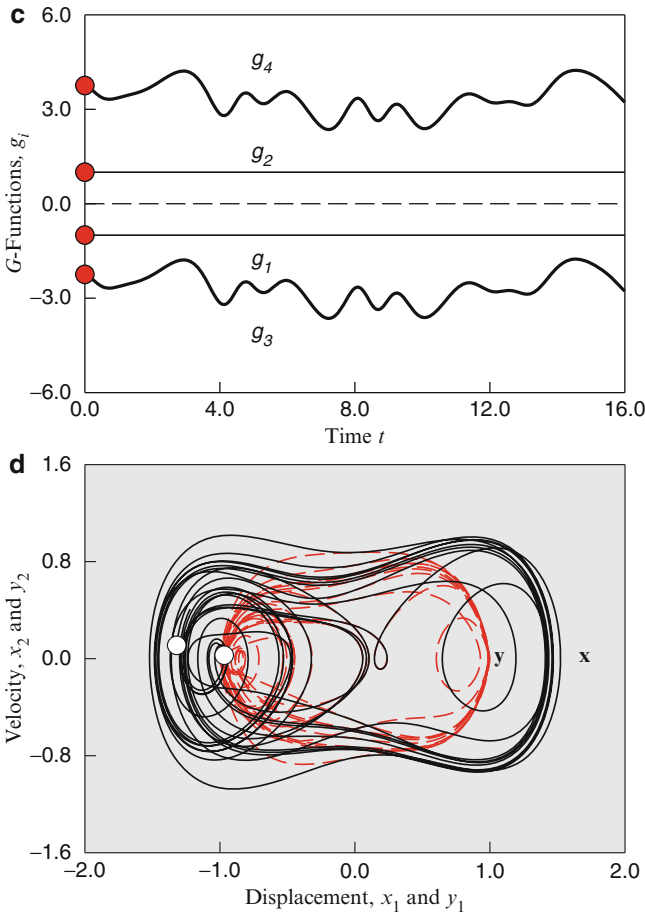 c
6.0
3.0
0.0
−3.0
−6.0
G-Functions, gᵢ
g₄
g₂
g₁
g₃
0.0 4.0 8.0 12.0 16.0
Time t
d
1.6
0.8
0.0
−0.8
−1.6
Velocity, x₂ and y₂
y x
−2.0 −1.0 0.0 1.0 2.0
Displacement, x₁ and y₁